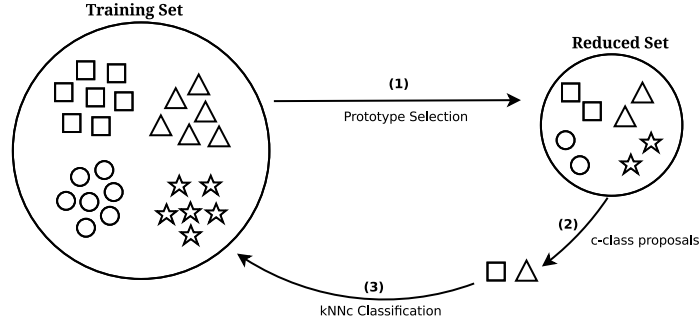 Training Set
Reduced Set
(1)
Prototype Selection
(2)
c-class proposals
(3)
kNNc Classification